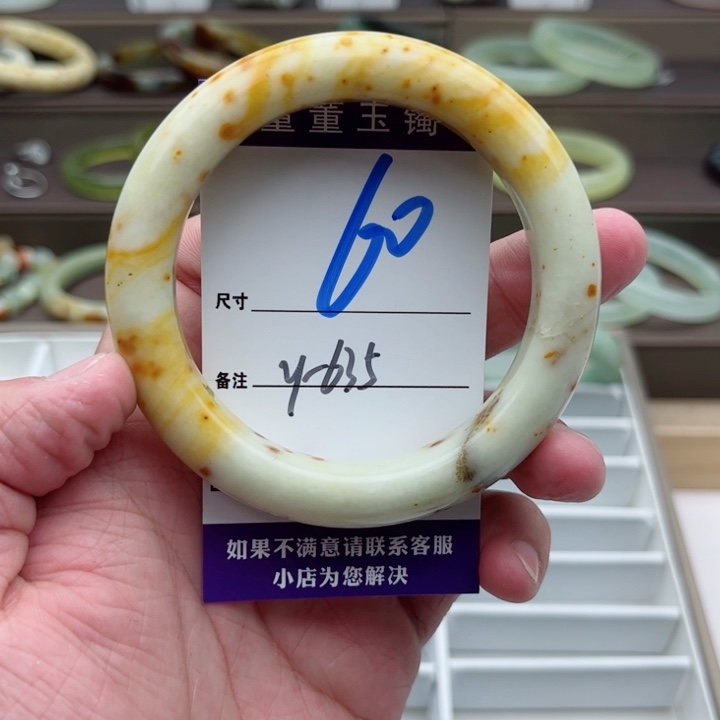 董董玉镯
尺寸 60
备注 y-635
如果不满意请联系客服
小店为您解决